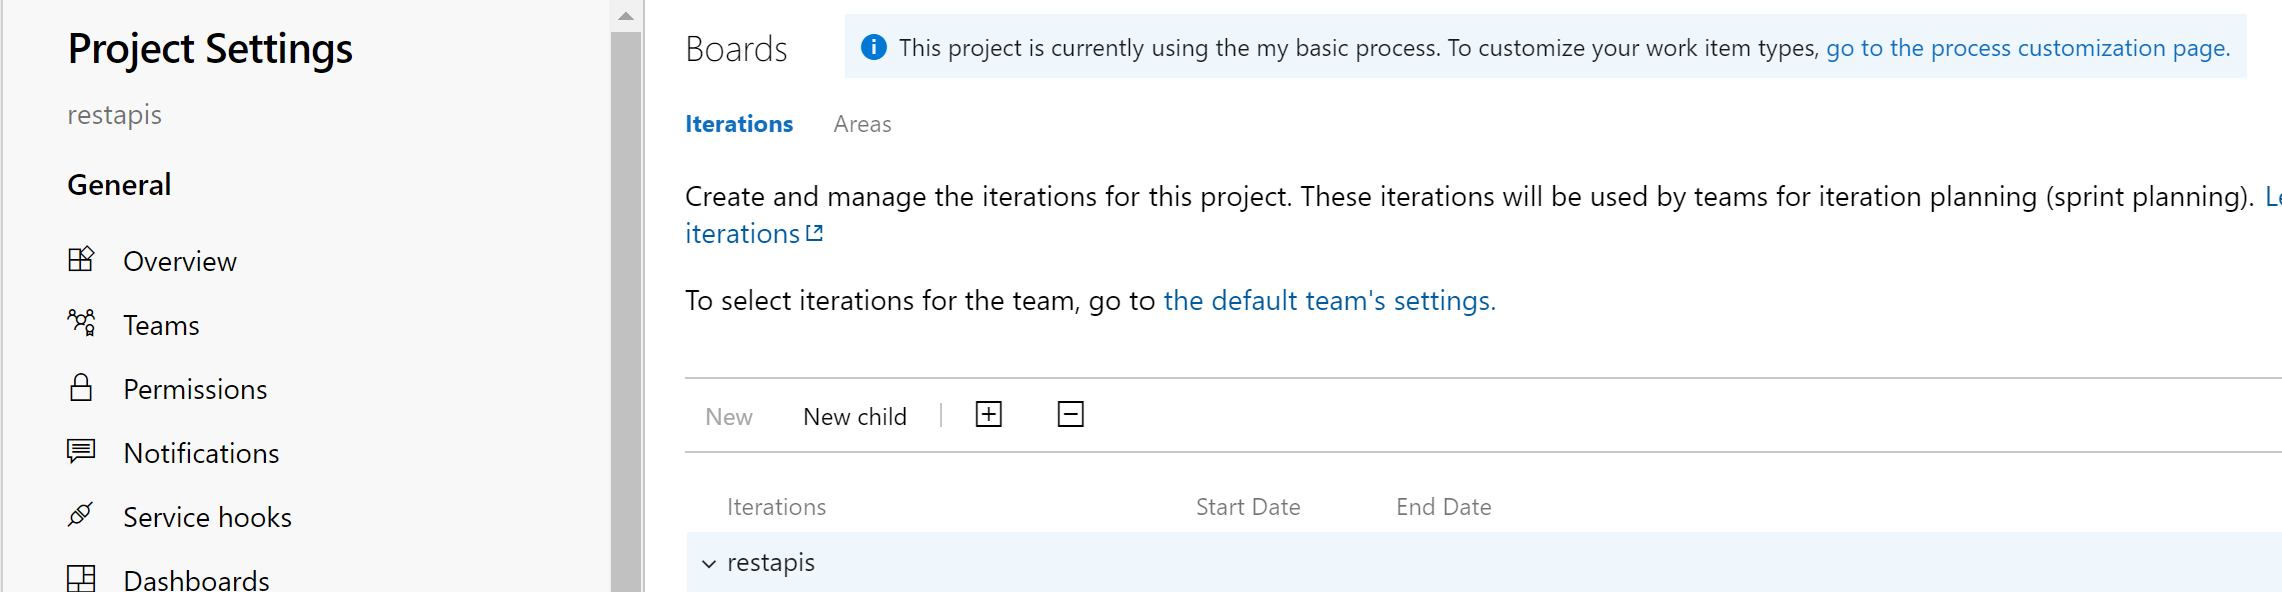 Project Settings
restapis
General
Overview
Teams
Permissions
Notifications
Service hooks
Dashboards
Boards
This project is currently using the my basic process. To customize your work item types, go to the process customization page.
Iterations Areas
Create and manage the iterations for this project. These iterations will be used by teams for iteration planning (sprint planning).
iterations
To select iterations for the team, go to the default team's settings.
New New child
Iterations Start Date End Date
restapis